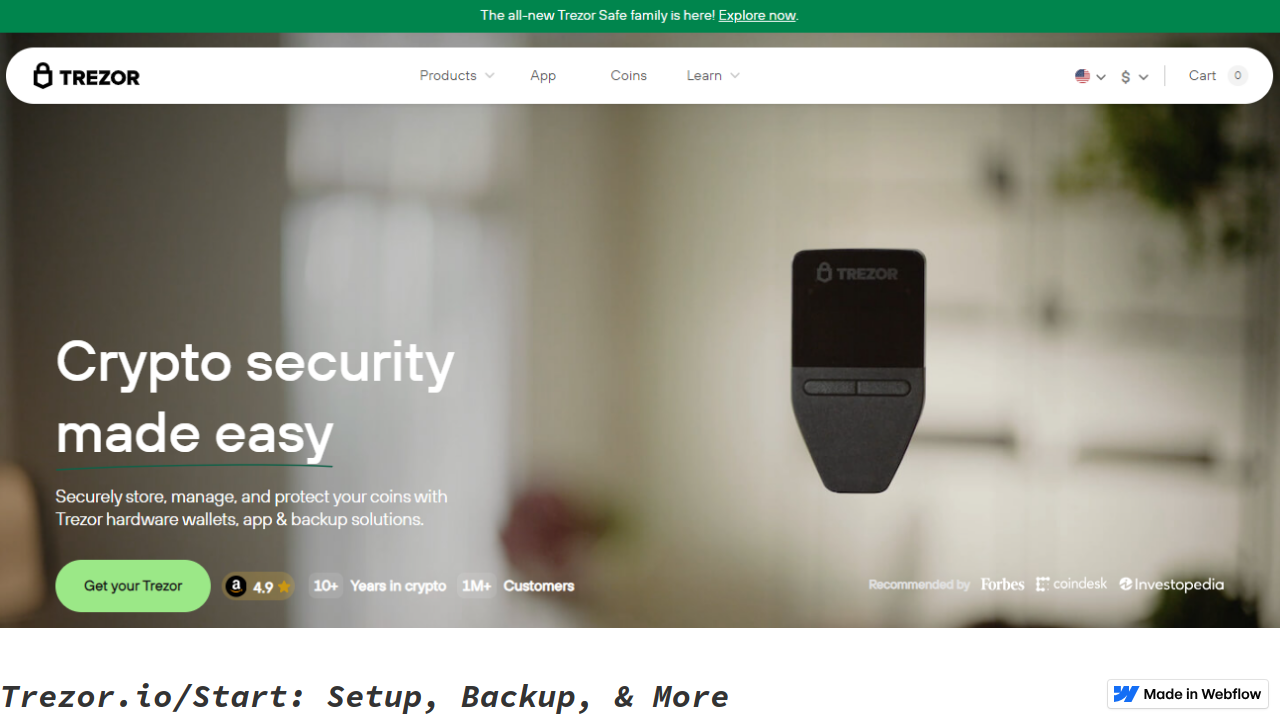 The all-new Trezor Safe family is here! Explore now.
TREZOR
Products
App
Coins
Learn
$
Cart
0
TREZOR
Crypto security
made easy
Securely store, manage, and protect your coins with
Trezor hardware wallets, app & backup solutions.
Get your Trezor
a 4.9
10+ Years in crypto
1M+ Customers
Recommended by Forbes coindesk Investopedia
Trezor.io/Start: Setup, Backup, & More
Made in Webflow